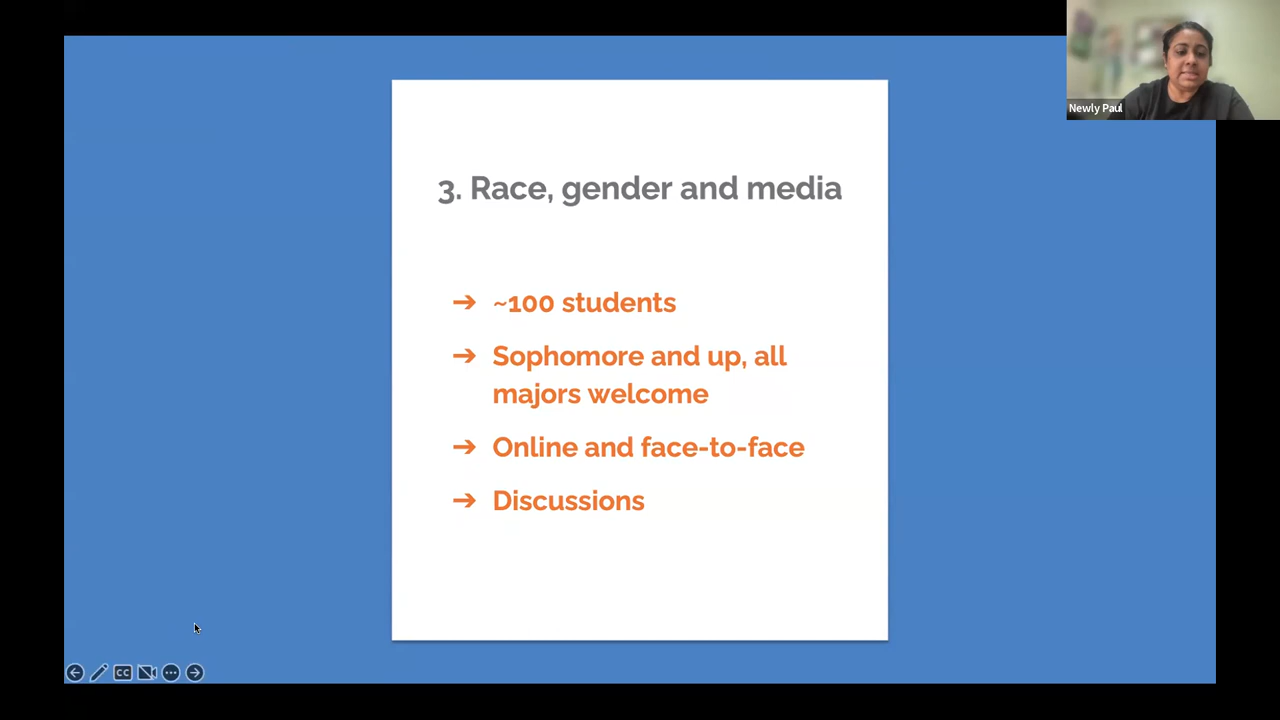 Newly Paul
3. Race, gender and media
➔ ~100 students
➔ Sophomore and up, all
majors welcome
➔ Online and face-to-face
➔ Discussions
CC